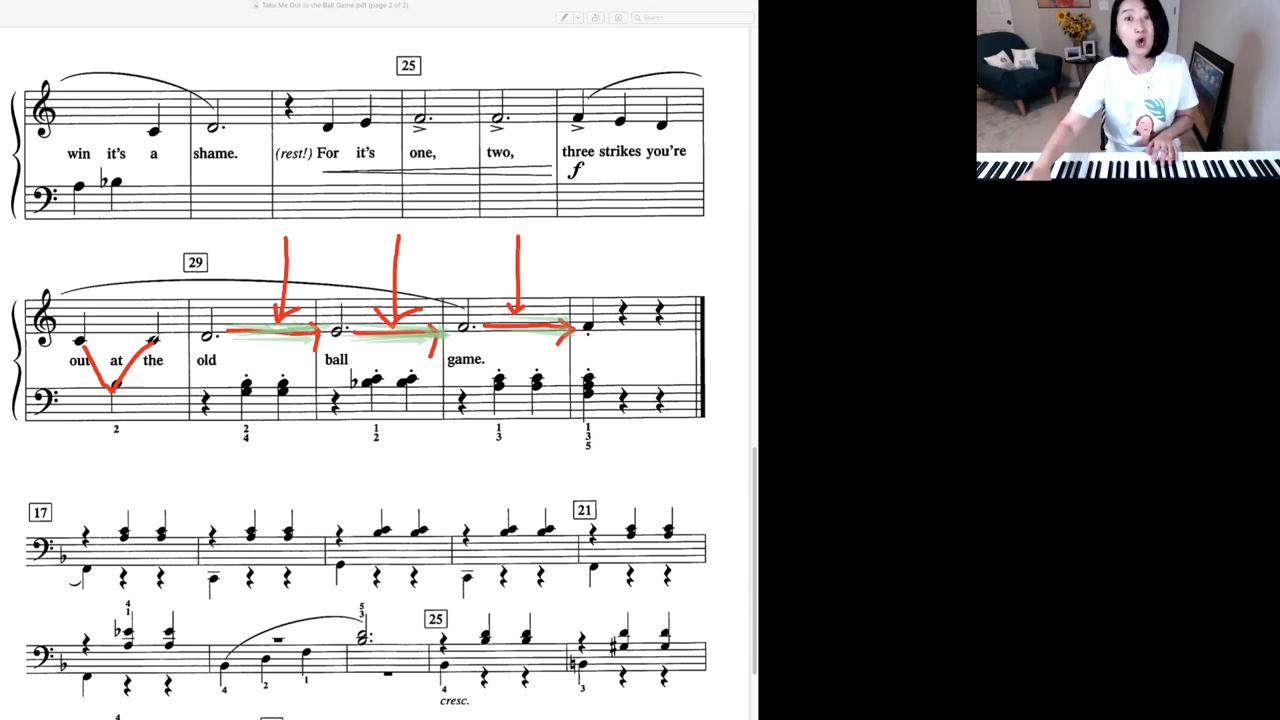 Take Me Out to the Ball Game.pdf (page 2 of 2)
Search
25
win it's a shame. (rest!) For it's one, two, three strikes you're
f
29
out at the old ball game.
2 2 1 1 1
4 2 3 3
5
17
21
4
1
5
3
25
4 2 1 4 3
cresc.
4